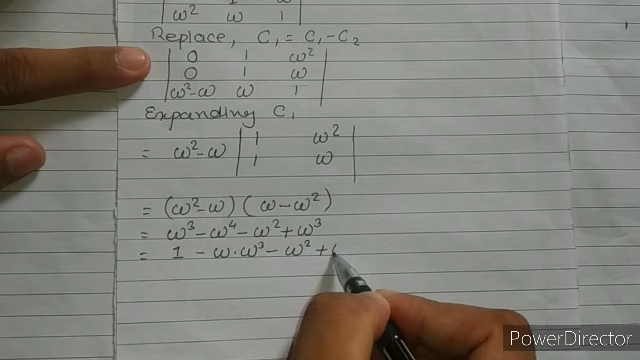 ω² ω 1
Replace, C₁ = C₁-C₂
0 1 ω²
0 1 ω
ω²-ω ω 1
Expanding C₁
= ω²-ω | 1 ω² |
1 ω
= (ω²-ω) (ω-ω²)
= ω³-ω⁴-ω²+ω³
= 1 - ω·ω³-ω²+
PowerDirector